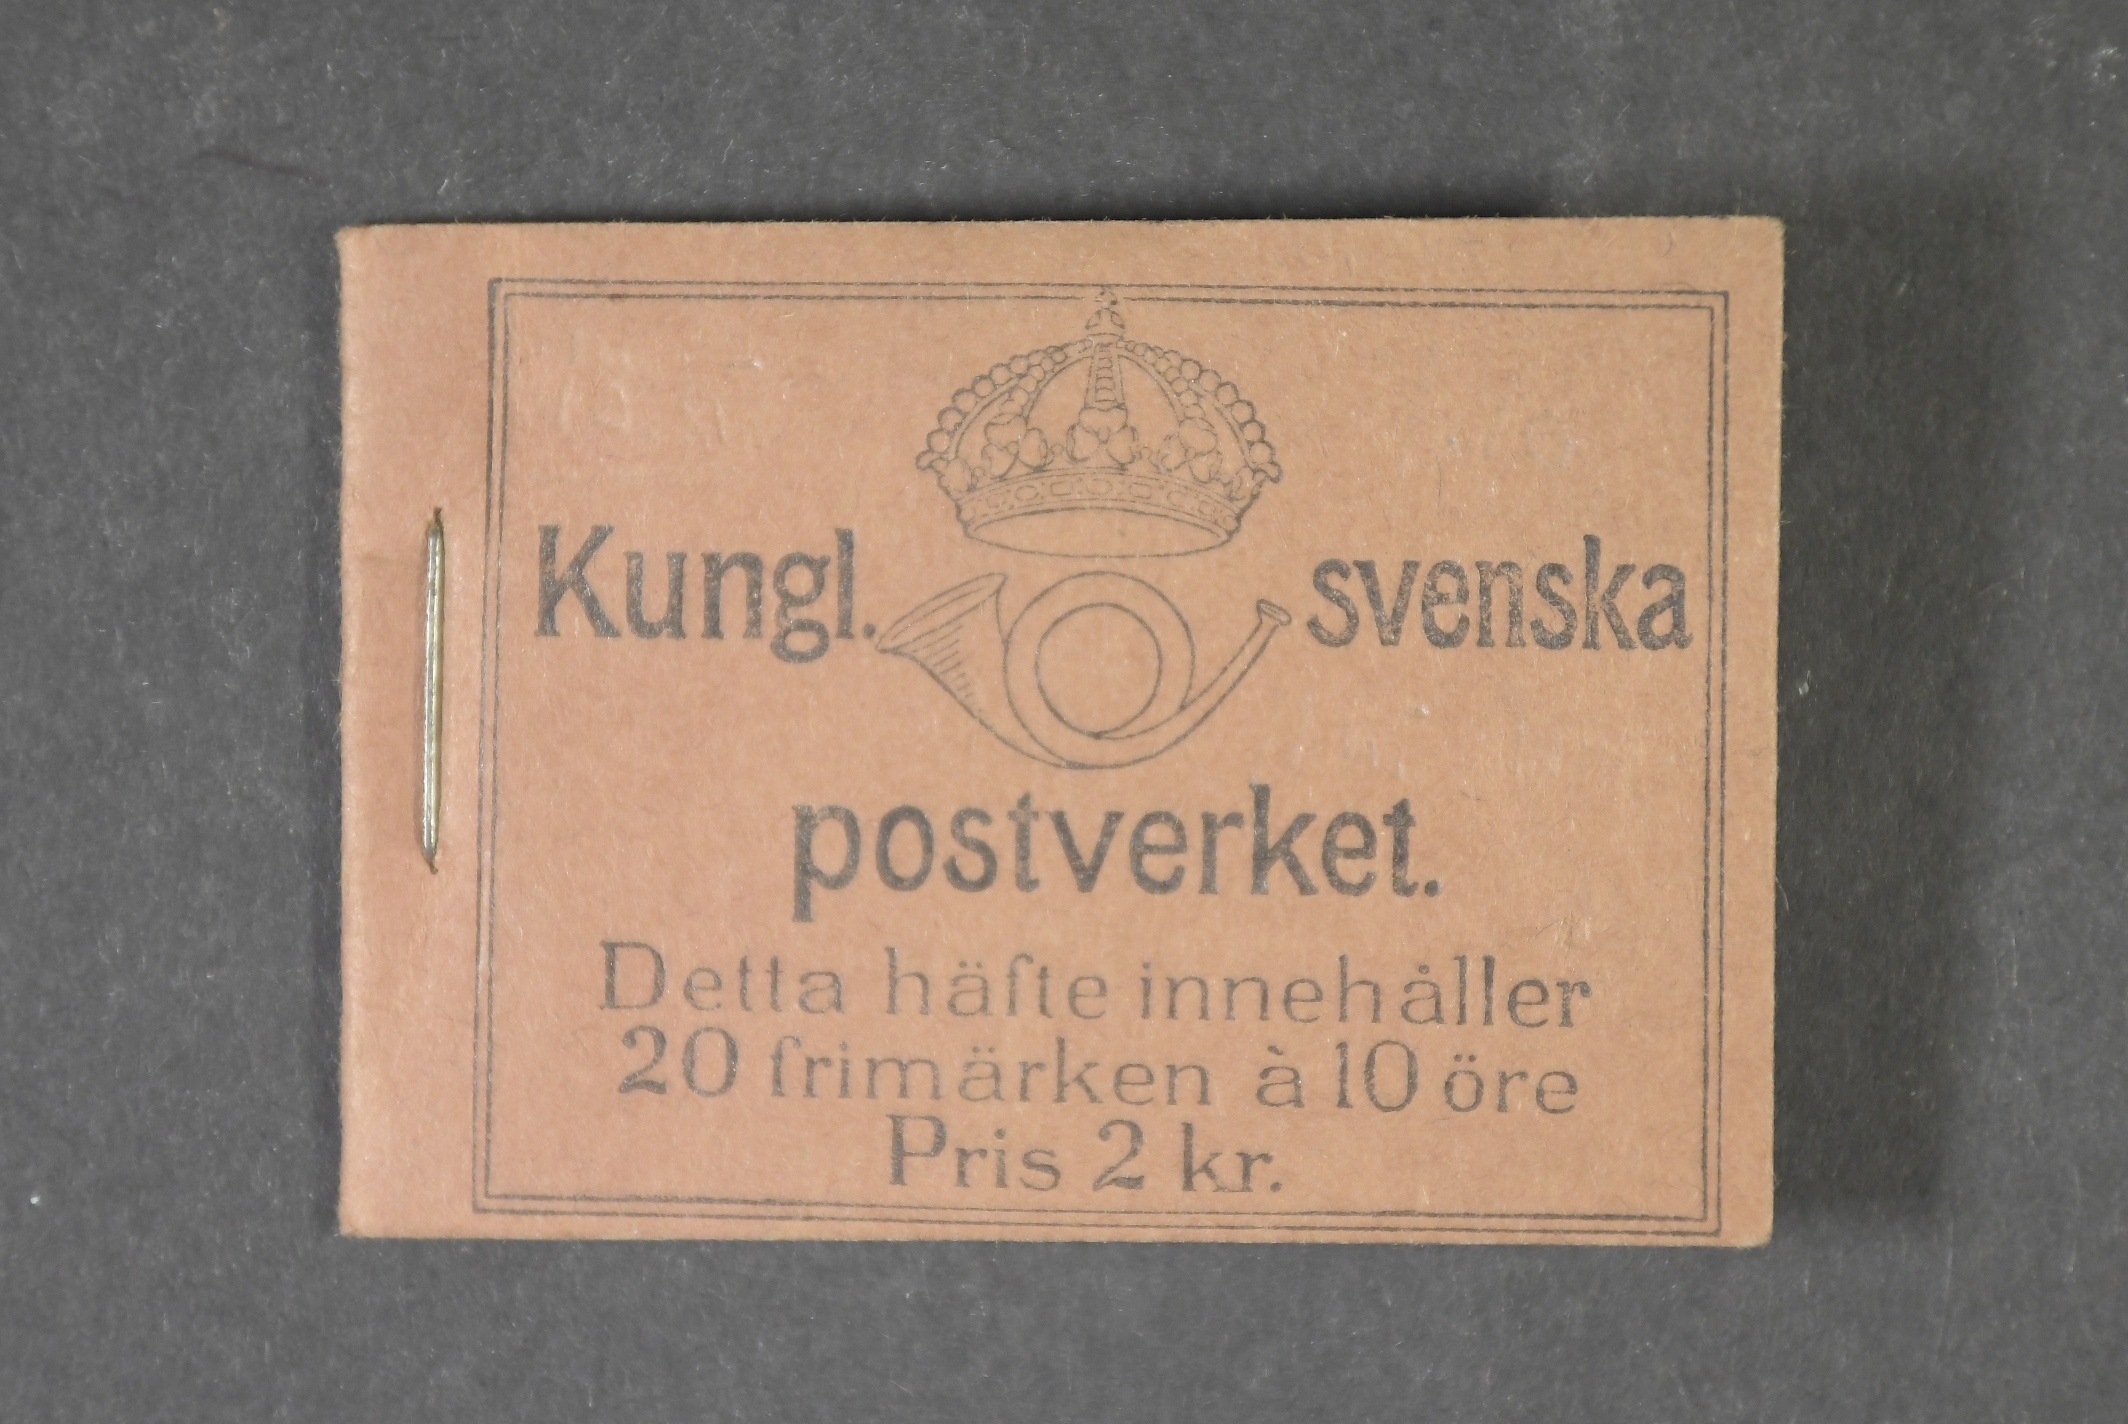 Kungl. svenska
postverket.
Detta häfte innehåller
20 frimärken à 10 öre
Pris 2 kr.